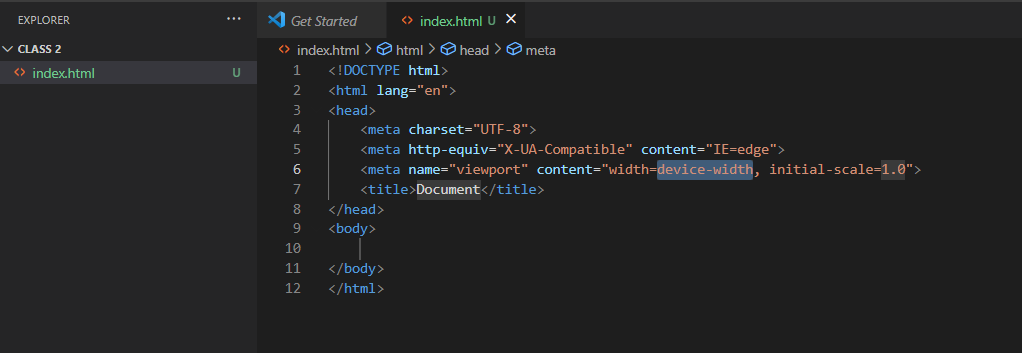 EXPLORER ...
CLASS 2
index.html U
Get Started index.html U
index.html > html > head > meta
1 <!DOCTYPE html>
2 <html lang="en">
3 <head>
4     <meta charset="UTF-8">
5     <meta http-equiv="X-UA-Compatible" content="IE=edge">
6     <meta name="viewport" content="width=device-width, initial-scale=1.0">
7     <title>Document</title>
8 </head>
9 <body>
10
11 </body>
12 </html>